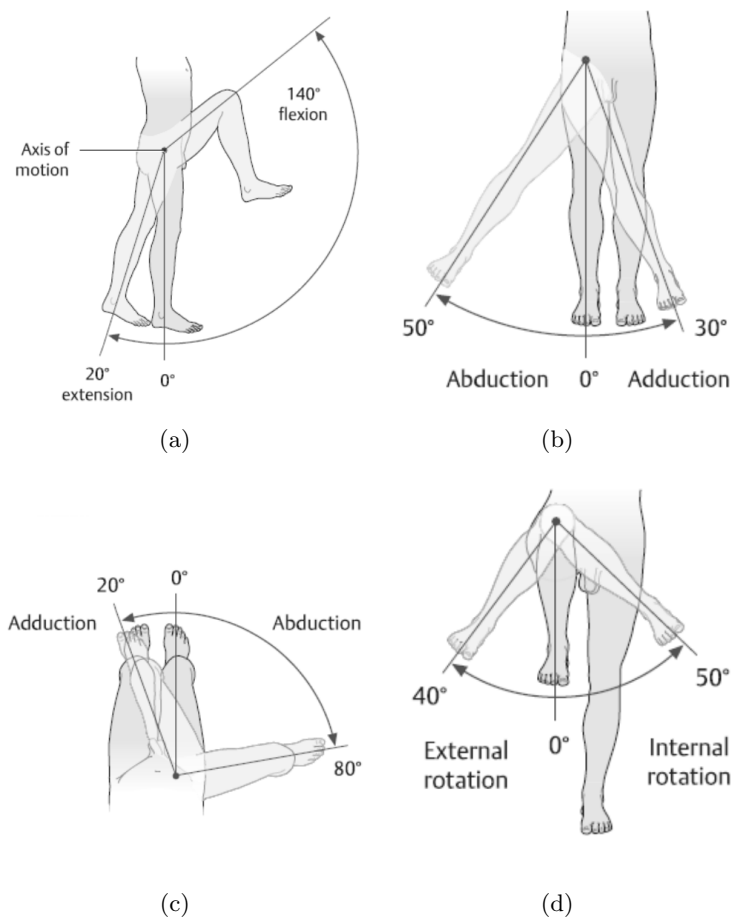 140°
flexion
Axis of
motion
20°
extension
0°
(a)
50°
30°
Abduction
0°
Adduction
(b)
20°
0°
Adduction
Abduction
80°
(c)
40°
50°
0°
External
rotation
Internal
rotation
(d)